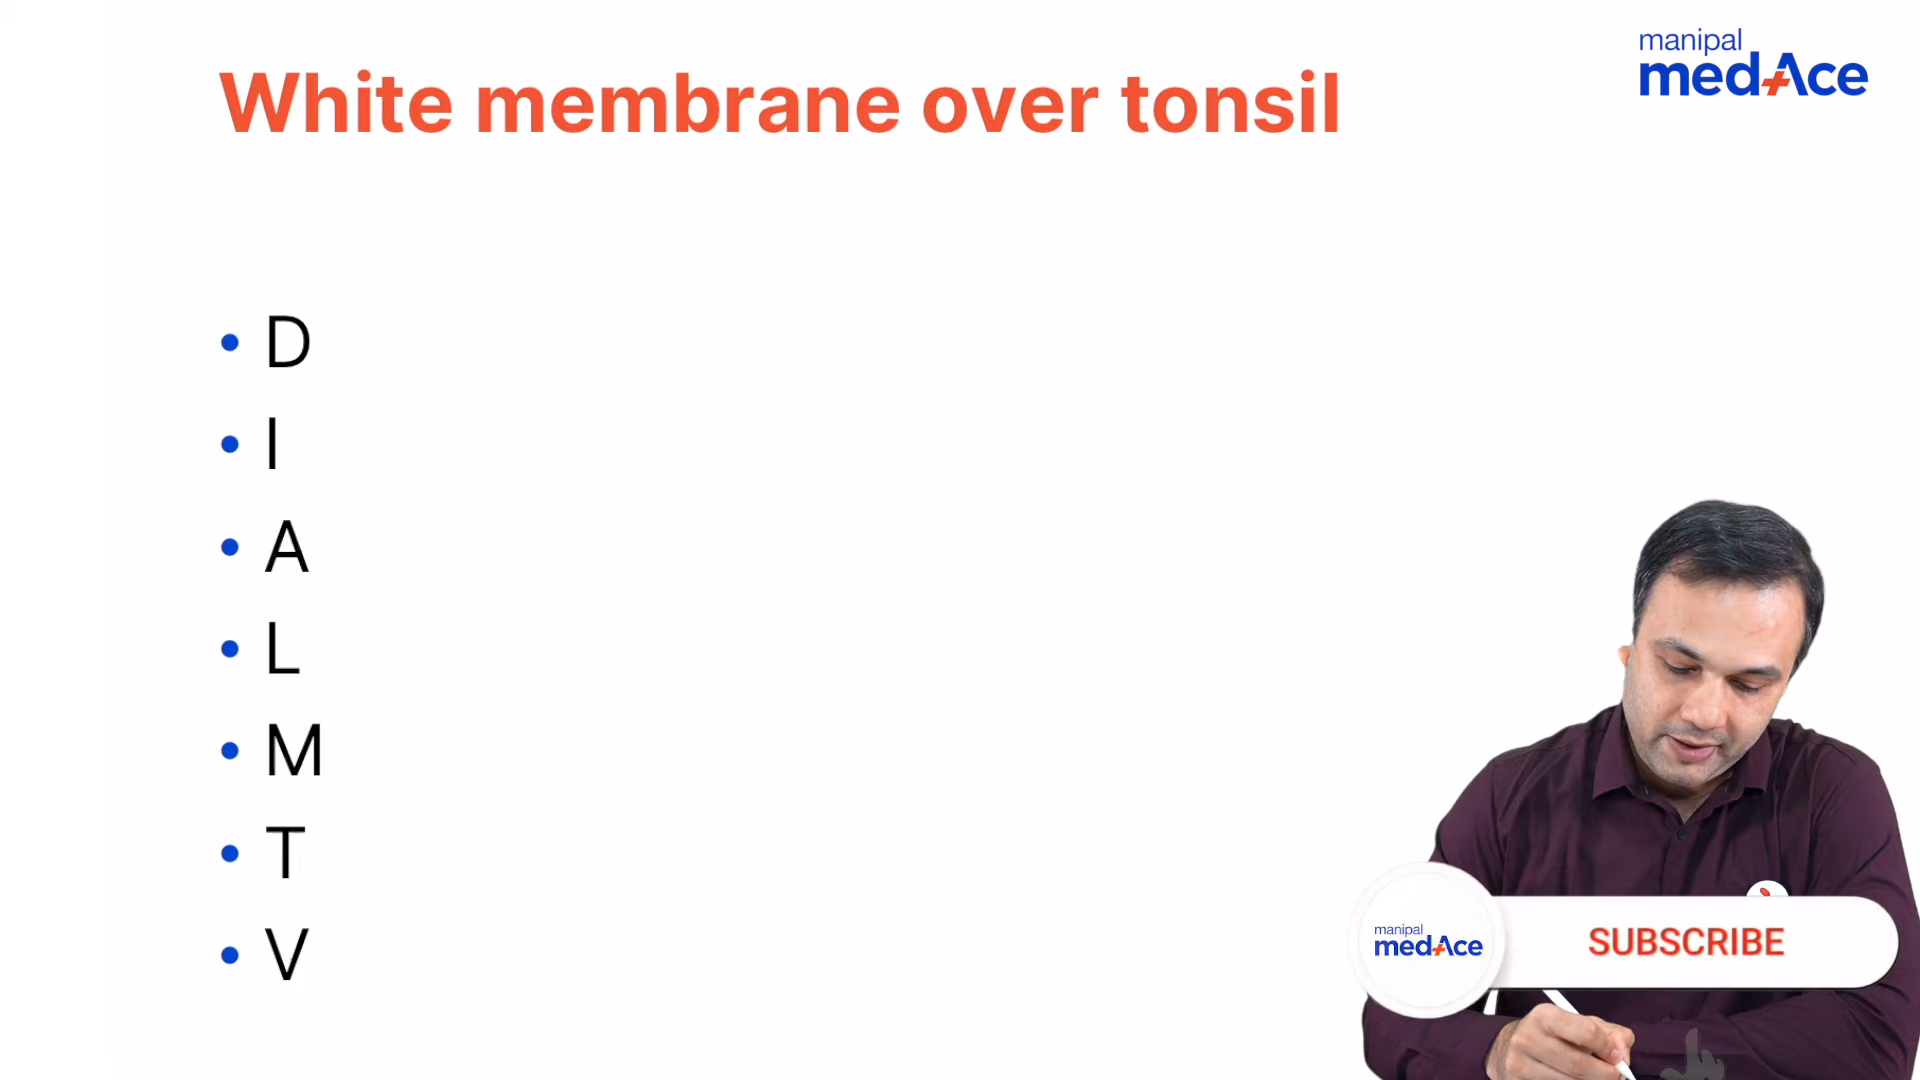 manipal
medAce
White membrane over tonsil
• D
• I
• A
• L
• M
• T
• V
manipal
medAce
SUBSCRIBE